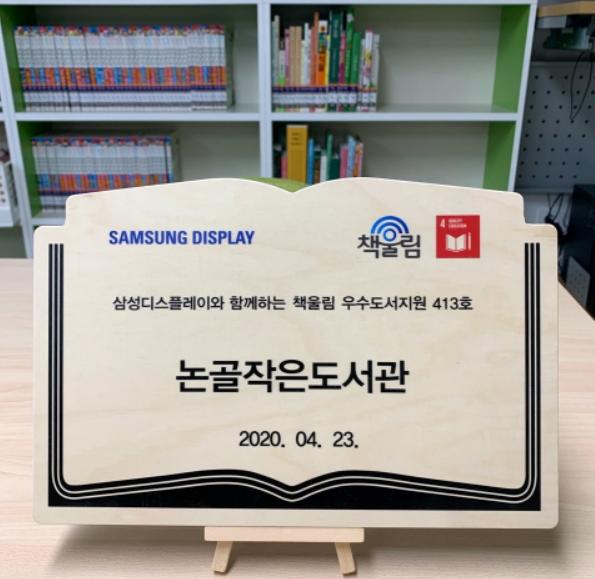 SAMSUNG DISPLAY
책울림
4 QUALITY EDUCATION
삼성디스플레이와 함께하는 책울림 우수도서지원 413호
논골작은도서관
2020. 04. 23.